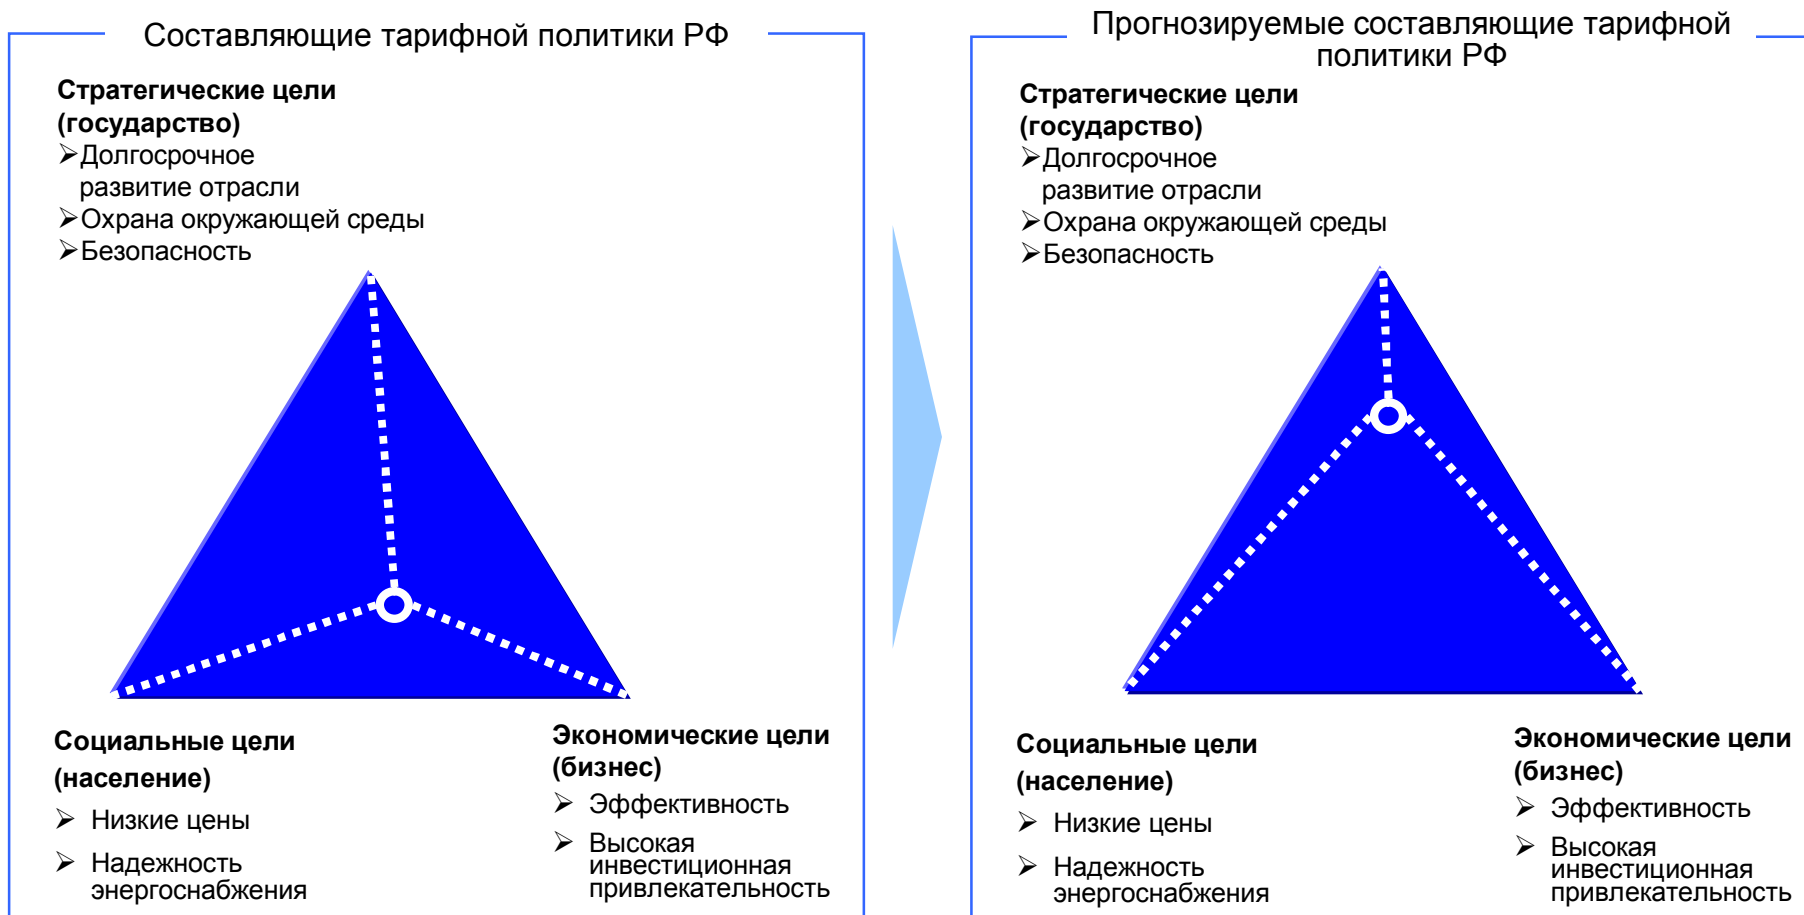 Составляющие тарифной политики РФ
Стратегические цели
(государство)
➢Долгосрочное
развитие отрасли
➢Охрана окружающей среды
➢Безопасность
Социальные цели
(население)
➢ Низкие цены
➢ Надежность
энергоснабжения
Экономические цели
(бизнес)
➢ Эффективность
➢ Высокая
инвестиционная
привлекательность
Прогнозируемые составляющие тарифной
политики РФ
Стратегические цели
(государство)
➢Долгосрочное
развитие отрасли
➢Охрана окружающей среды
➢Безопасность
Социальные цели
(население)
➢ Низкие цены
➢ Надежность
энергоснабжения
Экономические цели
(бизнес)
➢ Эффективность
➢ Высокая
инвестиционная
привлекательность